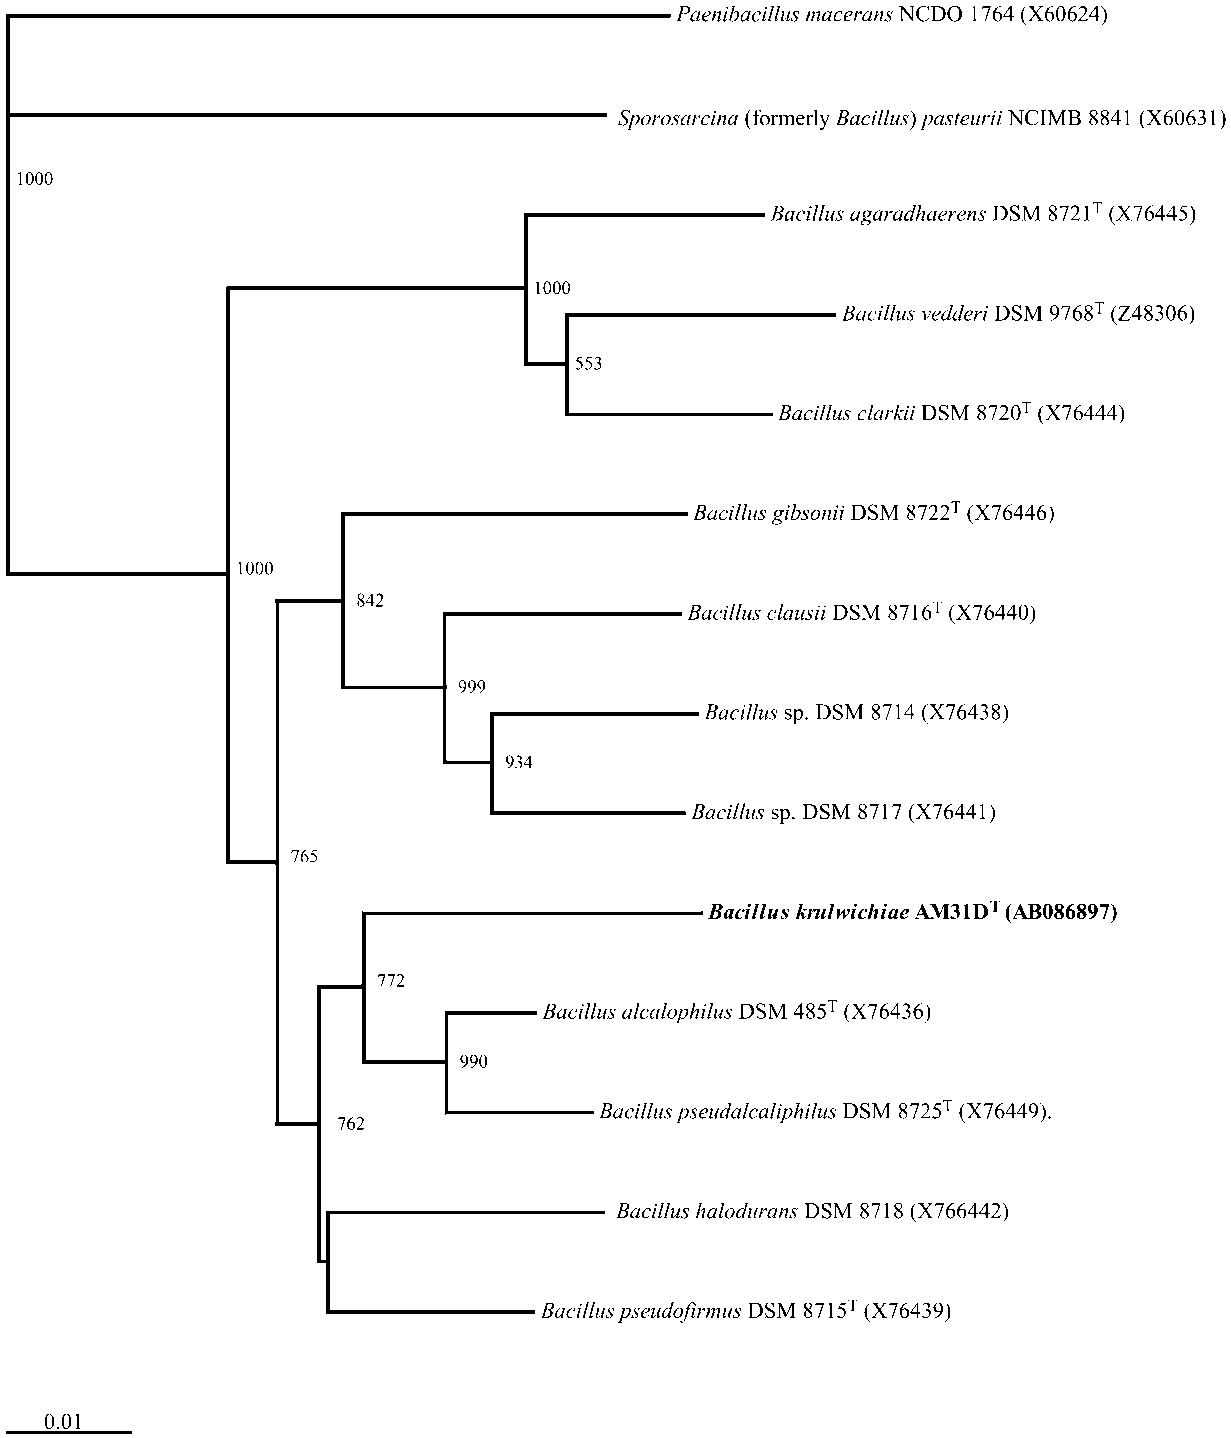 Paenibacillus macerans NCDO 1764 (X60624)
Sporosarcina (formerly Bacillus) pasteurii NCIMB 8841 (X60631)
1000
Bacillus agaradhaerens DSM 8721T (X76445)
1000
Bacillus vedderi DSM 9768T (Z48306)
553
Bacillus clarkii DSM 8720T (X76444)
Bacillus gibsonii DSM 8722T (X76446)
1000
842
Bacillus clausii DSM 8716T (X76440)
999
Bacillus sp. DSM 8714 (X76438)
934
Bacillus sp. DSM 8717 (X76441)
765
Bacillus krulwichiae AM31DT (AB086897)
772
Bacillus alcalophilus DSM 485T (X76436)
990
Bacillus pseudalcaliphilus DSM 8725T (X76449).
762
Bacillus halodurans DSM 8718 (X766442)
Bacillus pseudofirmus DSM 8715T (X76439)
0.01